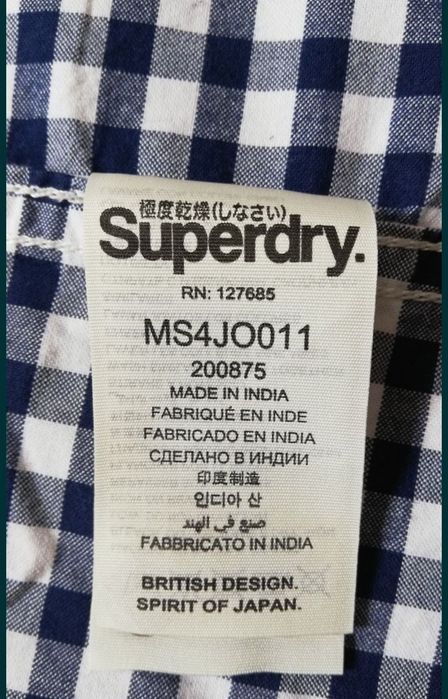 極度乾燥(しなさい)
Superdry.
RN: 127685
MS4JO011
200875
MADE IN INDIA
FABRIQUÉ EN INDE
FABRICADO EN INDIA
СДЕЛАНО В ИНДИИ
印度制造
인디아 산
صنع في الهند
FABBRICATO IN INDIA
BRITISH DESIGN.
SPIRIT OF JAPAN.